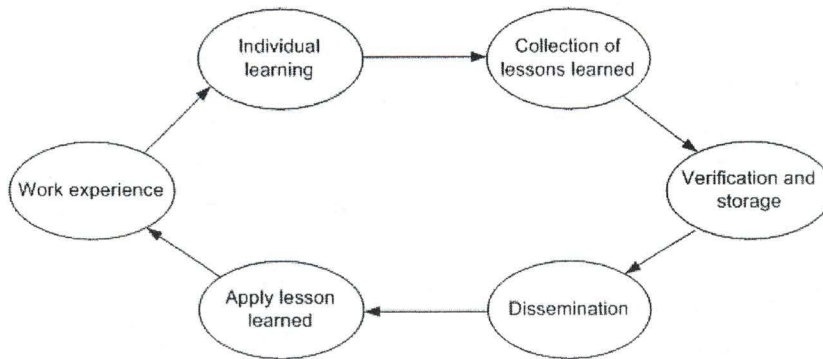 Individual
learning
Collection of
lessons learned
Verification and
storage
Dissemination
Apply lesson
learned
Work experience